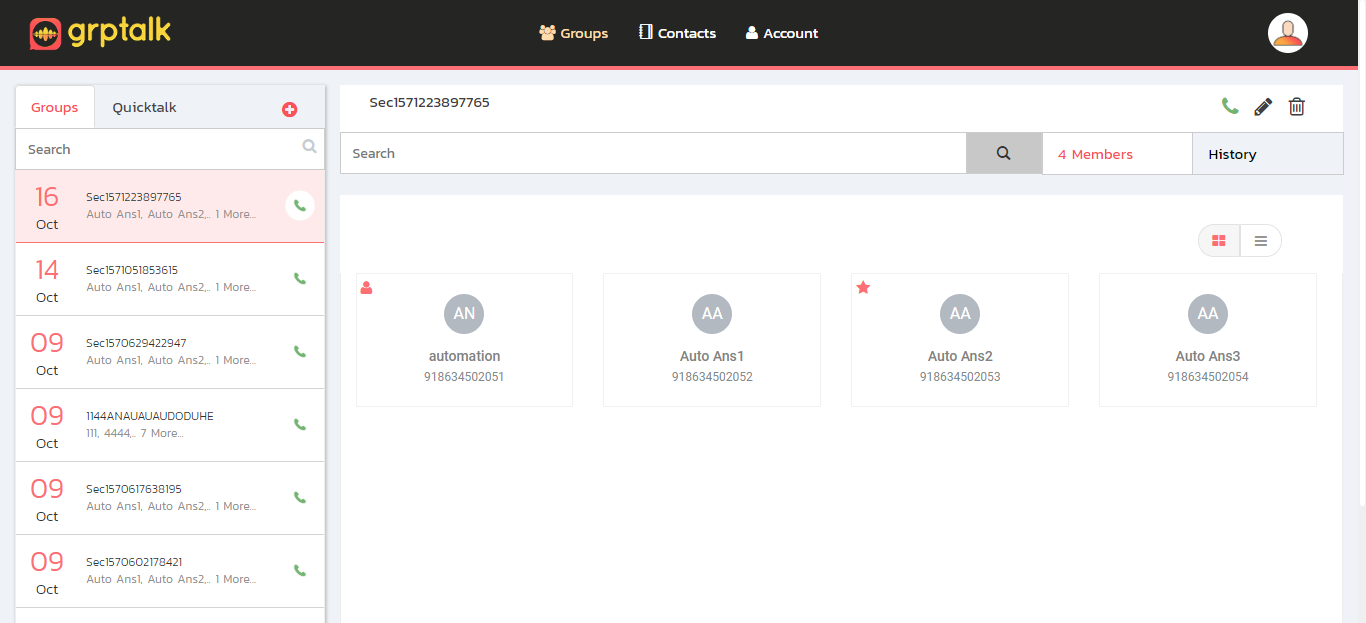 grptalk
Groups Contacts Account
Groups Quicktalk
Search
16 Oct
Sec1571223897765
Auto Ans1, Auto Ans2,.. 1 More...
14 Oct
Sec1571051853615
Auto Ans1, Auto Ans2,.. 1 More...
09 Oct
Sec1570629422947
Auto Ans1, Auto Ans2,.. 1 More...
09 Oct
1144ANAUAUAUDODUHE
111, 4444,.. 7 More...
09 Oct
Sec1570617638195
Auto Ans1, Auto Ans2,.. 1 More...
09 Oct
Sec1570602178421
Auto Ans1, Auto Ans2,.. 1 More...
Sec1571223897765
Search
4 Members
History
AN
automation
918634502051
AA
Auto Ans1
918634502052
AA
Auto Ans2
918634502053
AA
Auto Ans3
918634502054